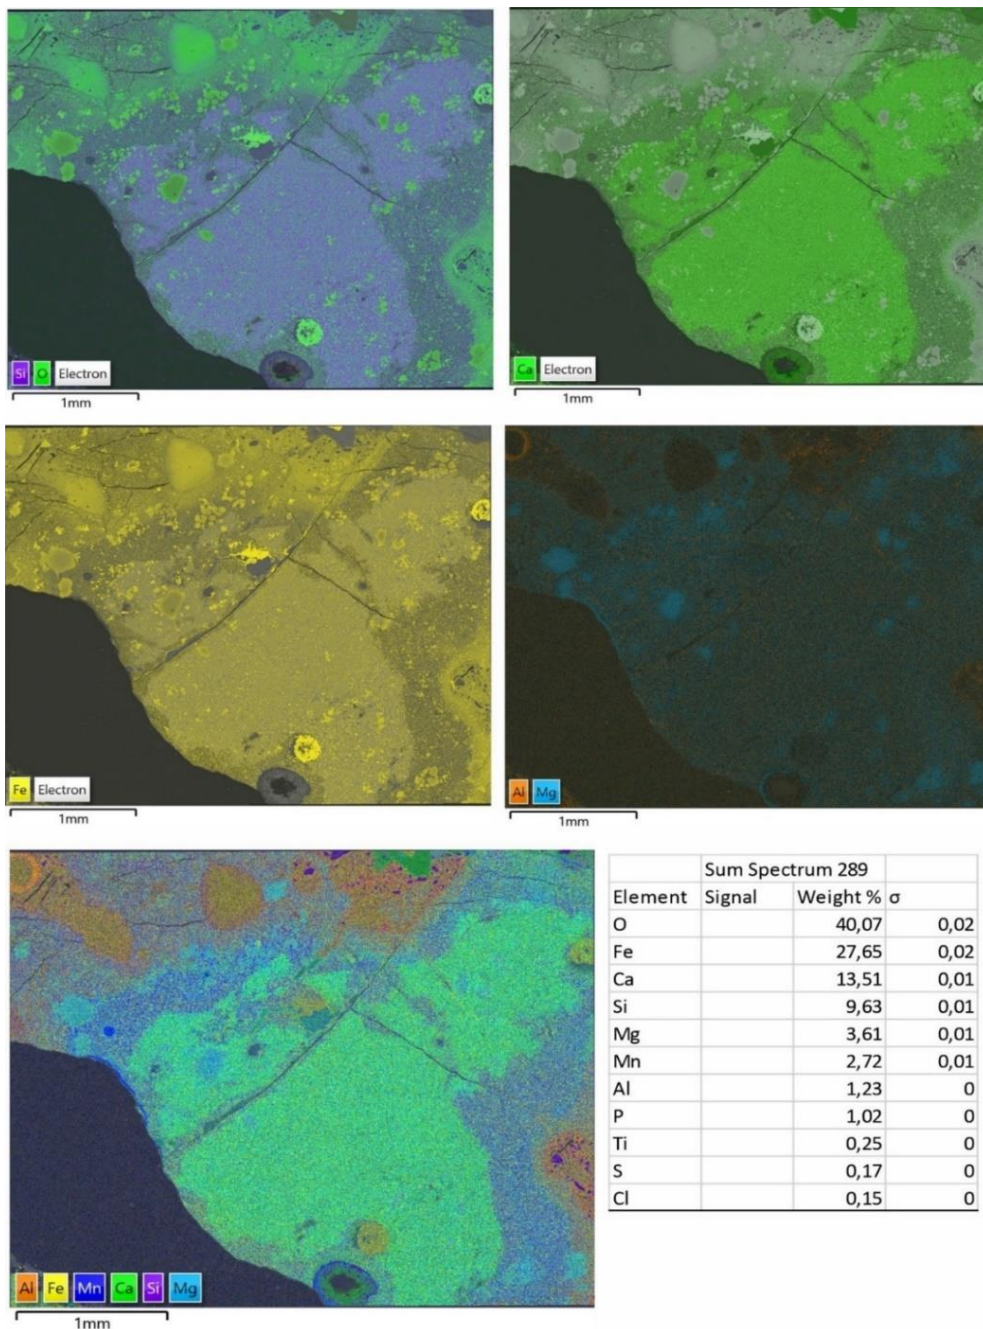 Si O Electron
1mm
Ca Electron
1mm
Fe Electron
1mm
Al Mg
1mm
Al Fe Mn Ca Si Mg
1mm
Sum Spectrum 289
Element Signal Weight % σ
O 40,07 0,02
Fe 27,65 0,02
Ca 13,51 0,01
Si 9,63 0,01
Mg 3,61 0,01
Mn 2,72 0,01
Al 1,23 0
P 1,02 0
Ti 0,25 0
S 0,17 0
Cl 0,15 0